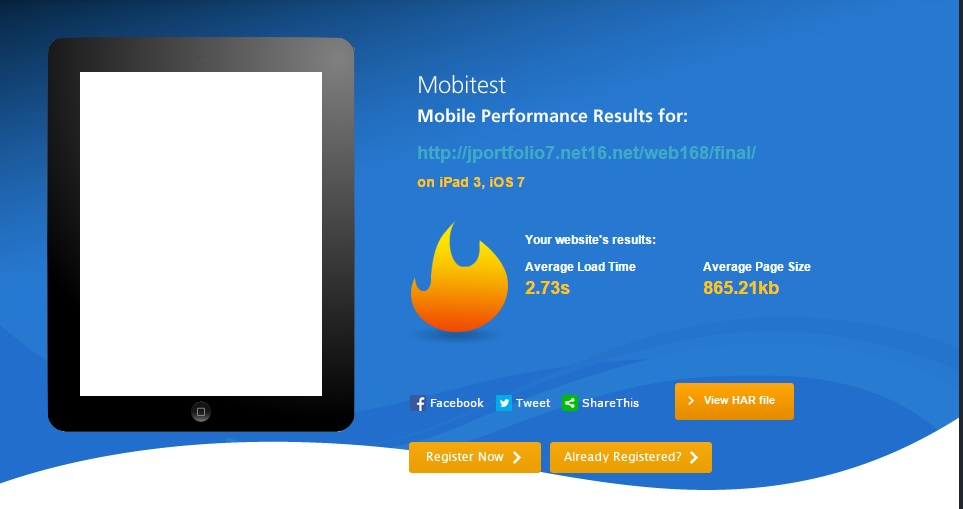 Mobitest
Mobile Performance Results for:
http://jportfolio7.net16.net/web168/final/
on iPad 3, iOS 7
Your website's results:
Average Load Time
2.73s
Average Page Size
865.21kb
Facebook
Tweet
ShareThis
View HAR file
Register Now
Already Registered?